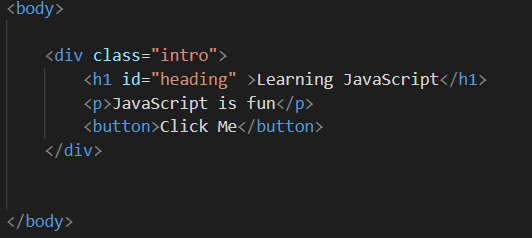 <body>
<div class="intro">
<h1 id="heading" >Learning JavaScript</h1>
<p>JavaScript is fun</p>
<button>Click Me</button>
</div>
</body>